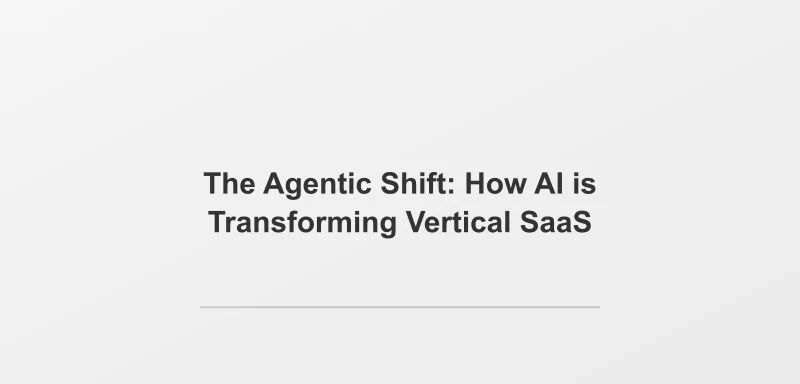 The Agentic Shift: How AI is
Transforming Vertical SaaS